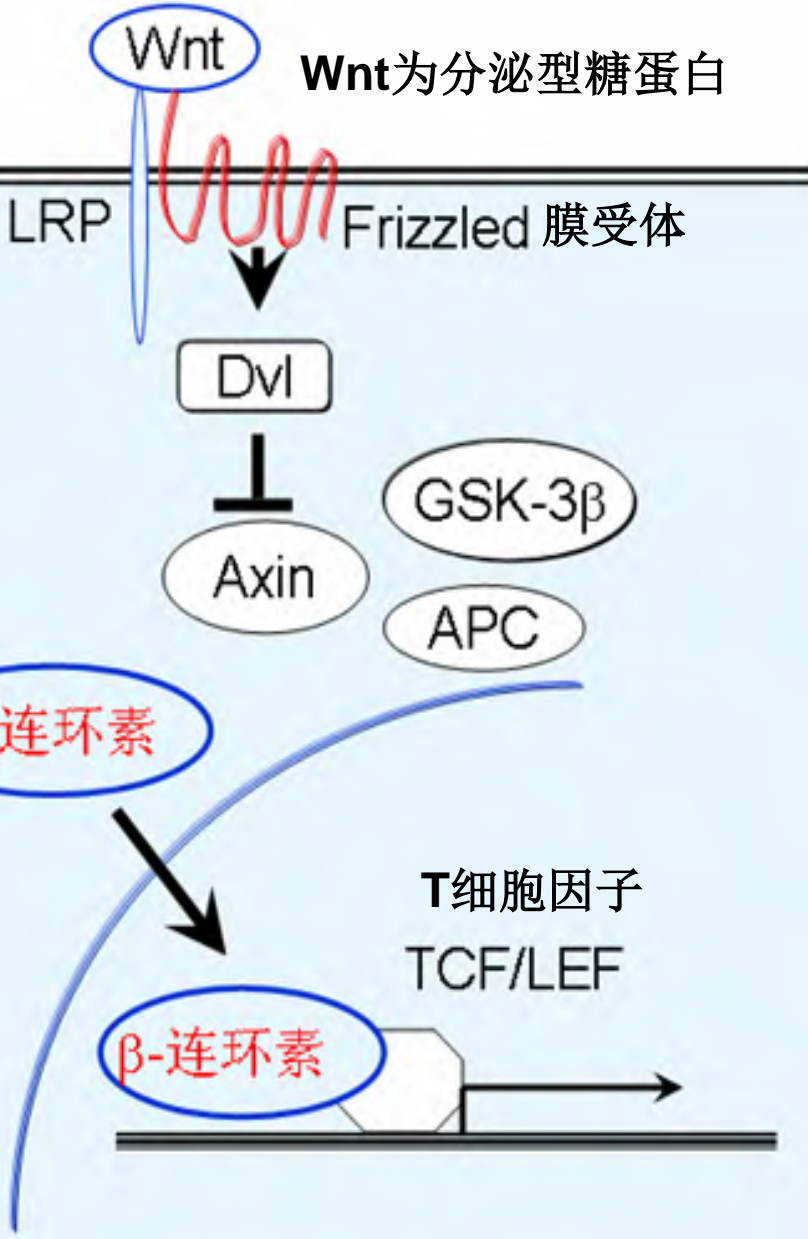 Wnt
Wnt为分泌型糖蛋白
LRP
Frizzled 膜受体
Dvl
GSK-3β
Axin
APC
连环素
T细胞因子
TCF/LEF
β-连环素